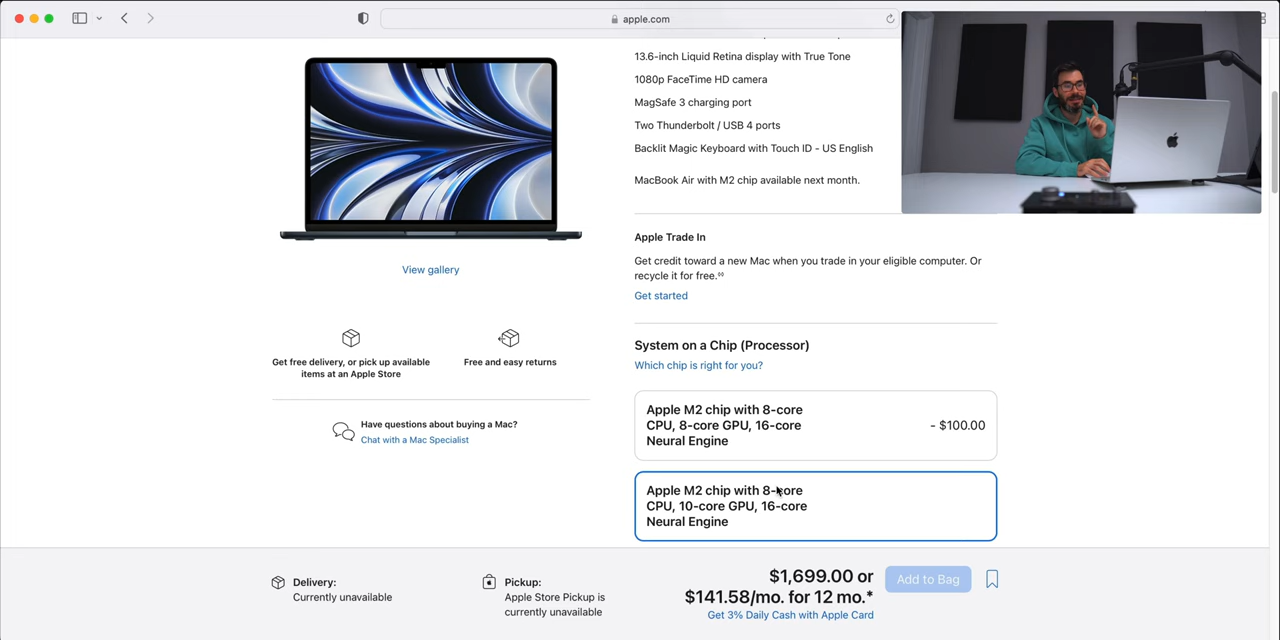 apple.com
13.6-inch Liquid Retina display with True Tone
1080p FaceTime HD camera
MagSafe 3 charging port
Two Thunderbolt / USB 4 ports
Backlit Magic Keyboard with Touch ID - US English
MacBook Air with M2 chip available next month.
View gallery
Get free delivery, or pick up available
items at an Apple Store
Free and easy returns
Have questions about buying a Mac?
Chat with a Mac Specialist
Apple Trade In
Get credit toward a new Mac when you trade in your eligible computer. Or
recycle it for free.
Get started
System on a Chip (Processor)
Which chip is right for you?
Apple M2 chip with 8-core
CPU, 8-core GPU, 16-core
Neural Engine
- $100.00
Apple M2 chip with 8-core
CPU, 10-core GPU, 16-core
Neural Engine
Delivery:
Currently unavailable
Pickup:
Apple Store Pickup is
currently unavailable
$1,699.00 or
$141.58/mo. for 12 mo.*
Get 3% Daily Cash with Apple Card
Add to Bag